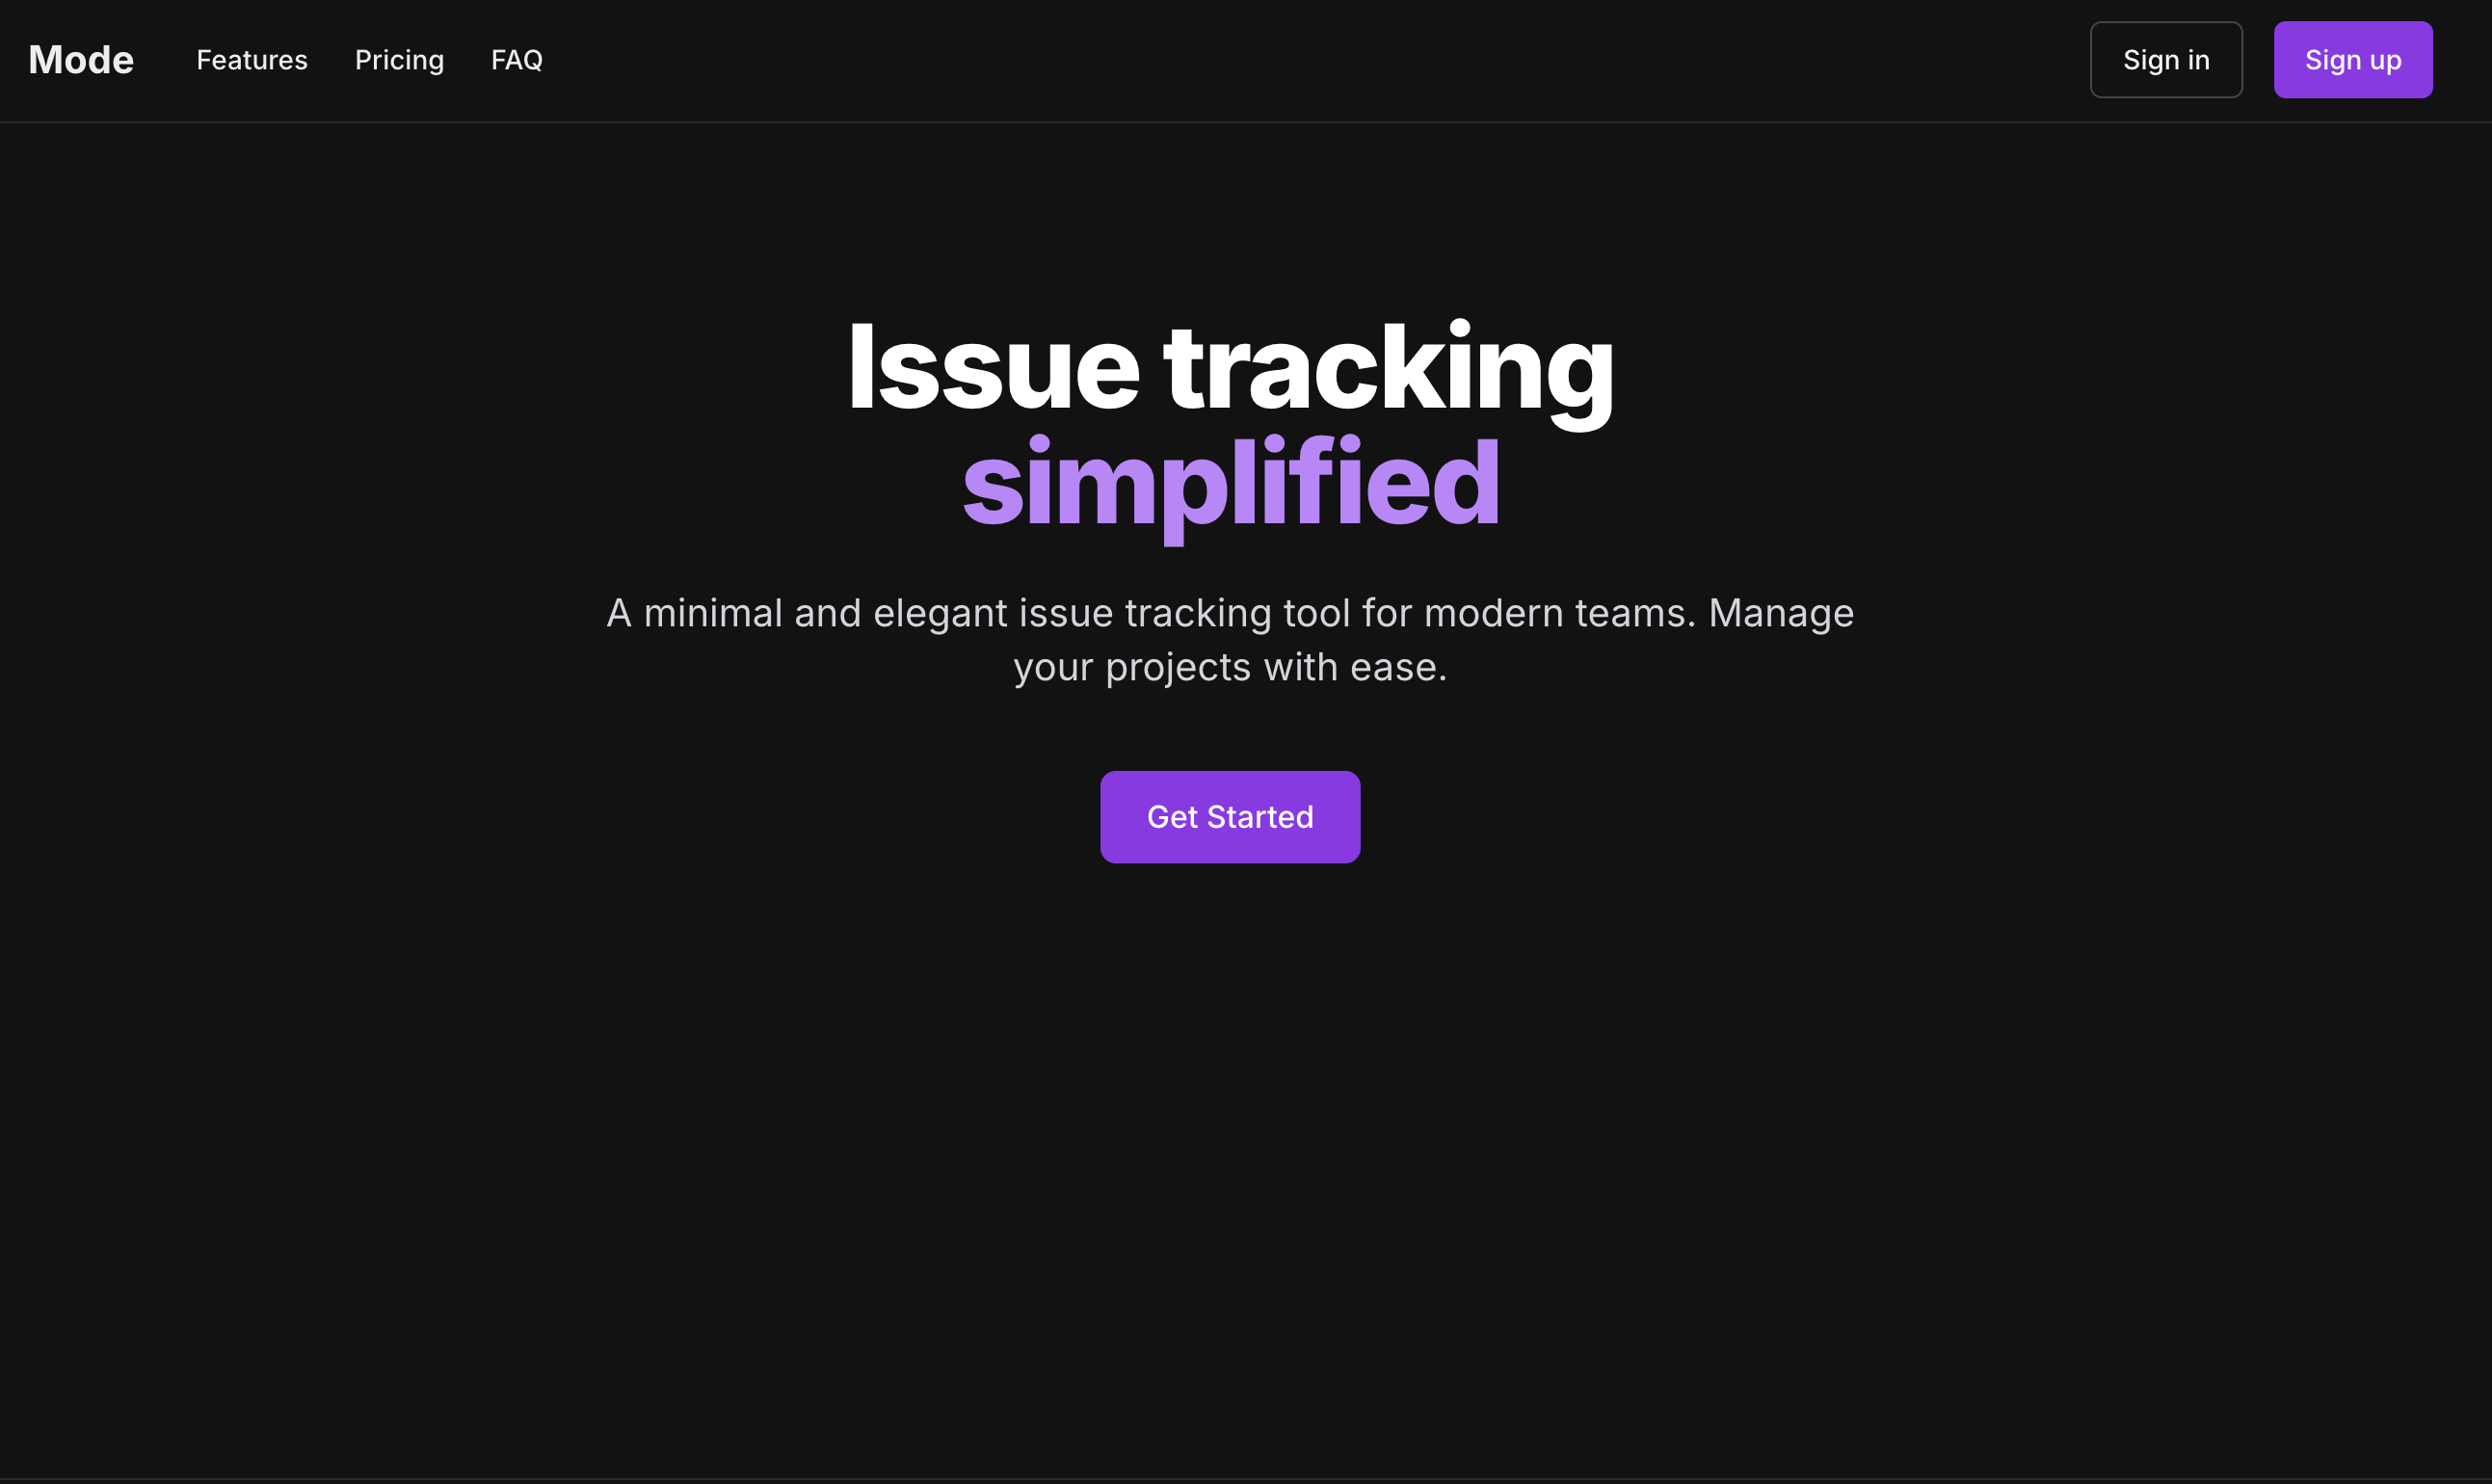 Mode
Features
Pricing
FAQ
Sign in
Sign up
Issue tracking
simplified
A minimal and elegant issue tracking tool for modern teams. Manage
your projects with ease.
Get Started